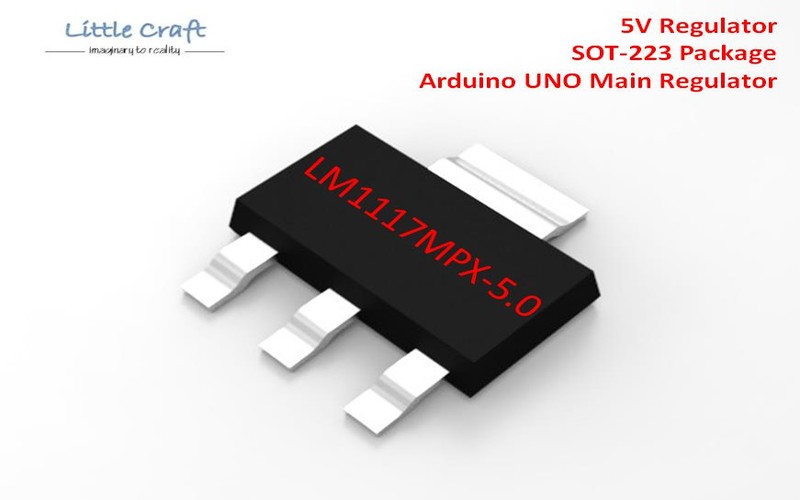 Little Craft
imaginary to reality
5V Regulator
SOT-223 Package
Arduino UNO Main Regulator
LM1117MPX-5.0